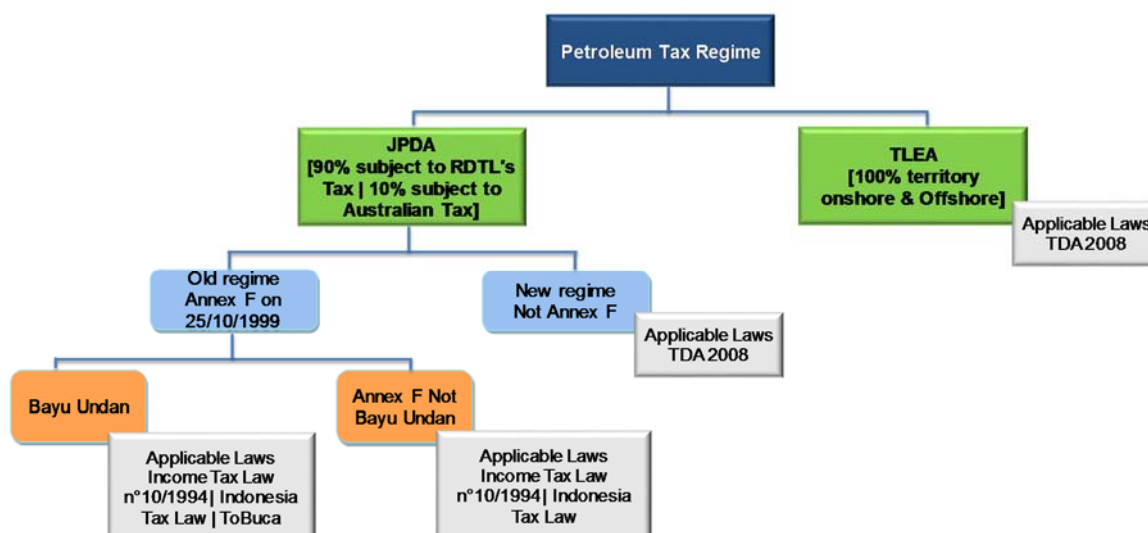 Petroleum Tax Regime
JPDA
[90% subject to RDTL's
Tax | 10% subject to
Australian Tax]
TLEA
[100% territory
onshore & Offshore]
Applicable Laws
TDA 2008
Old regime
Annex F on
25/10/1999
New regime
Not Annex F
Applicable Laws
TDA 2008
Bayu Undan
Annex F Not
Bayu Undan
Applicable Laws
Income Tax Law
n°10/1994| Indonesia
Tax Law | ToBuca
Applicable Laws
Income Tax Law
n°10/1994| Indonesia
Tax Law